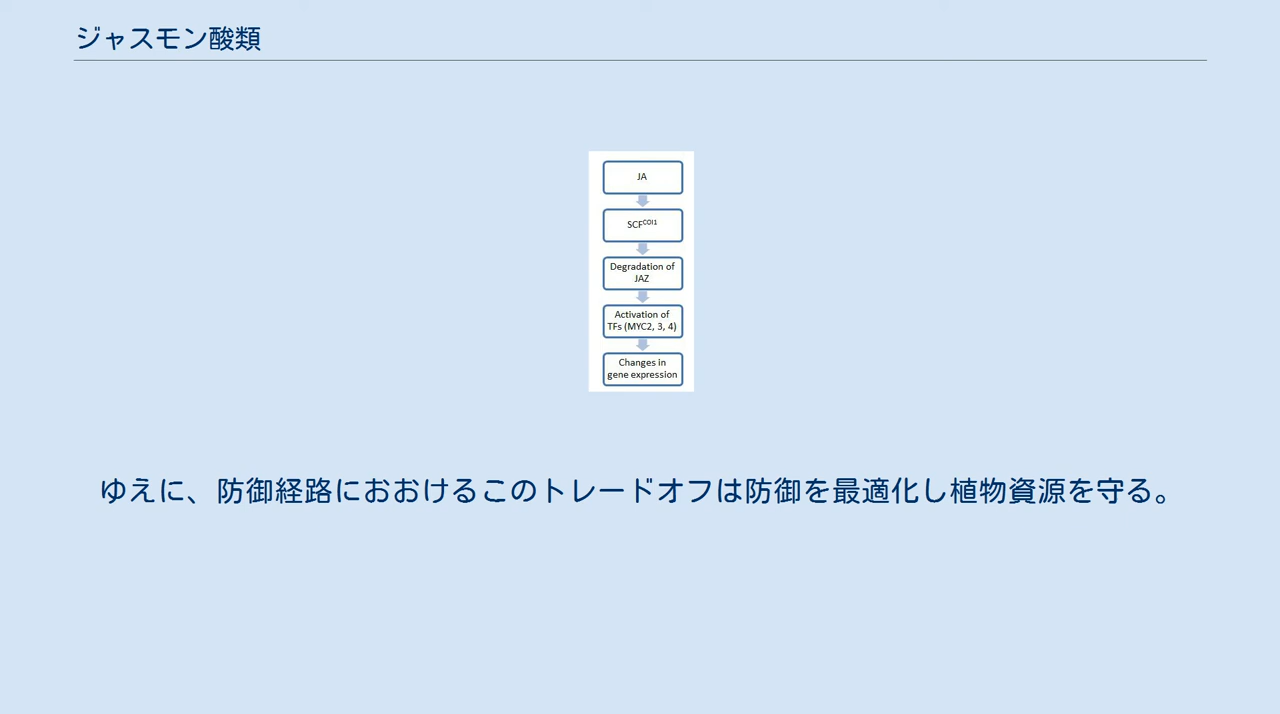 ジャスモン酸類
JA
SCFCOI1
Degradation of
JAZ
Activation of
TFs (MYC2, 3, 4)
Changes in
gene expression
ゆえに、防御経路におおけるこのトレードオフは防御を最適化し植物資源を守る。